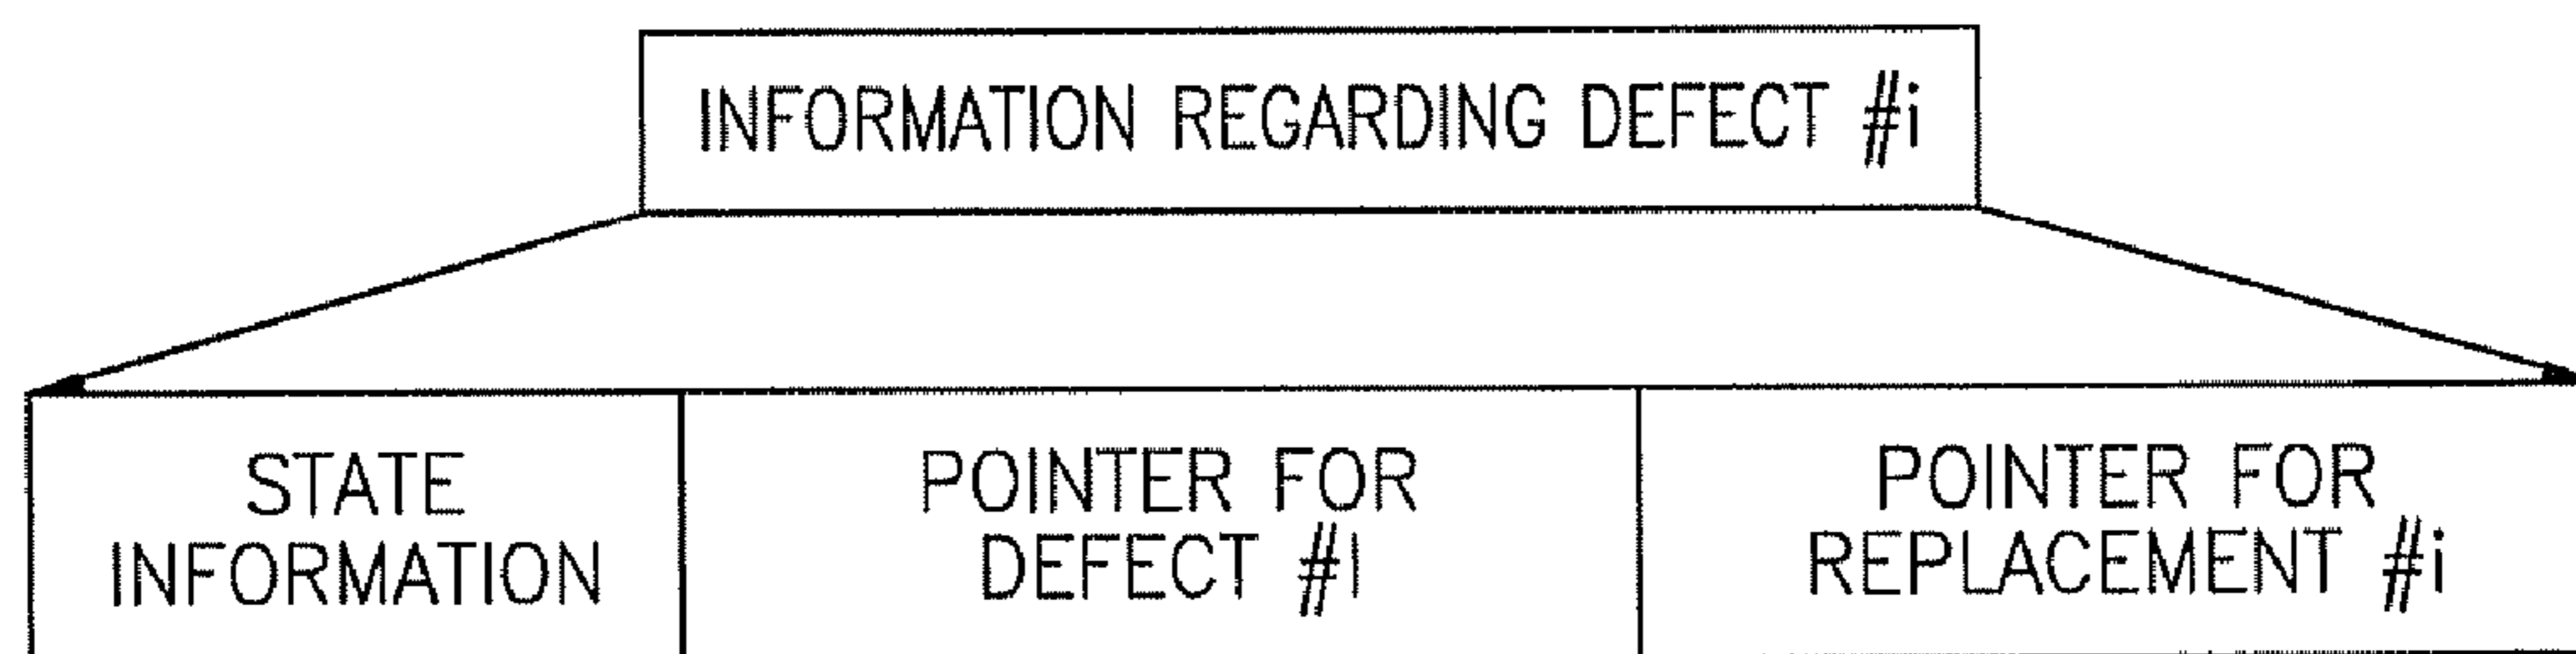 INFORMATION REGARDING DEFECT #i
STATE
INFORMATION
POINTER FOR
DEFECT #i
POINTER FOR
REPLACEMENT #i